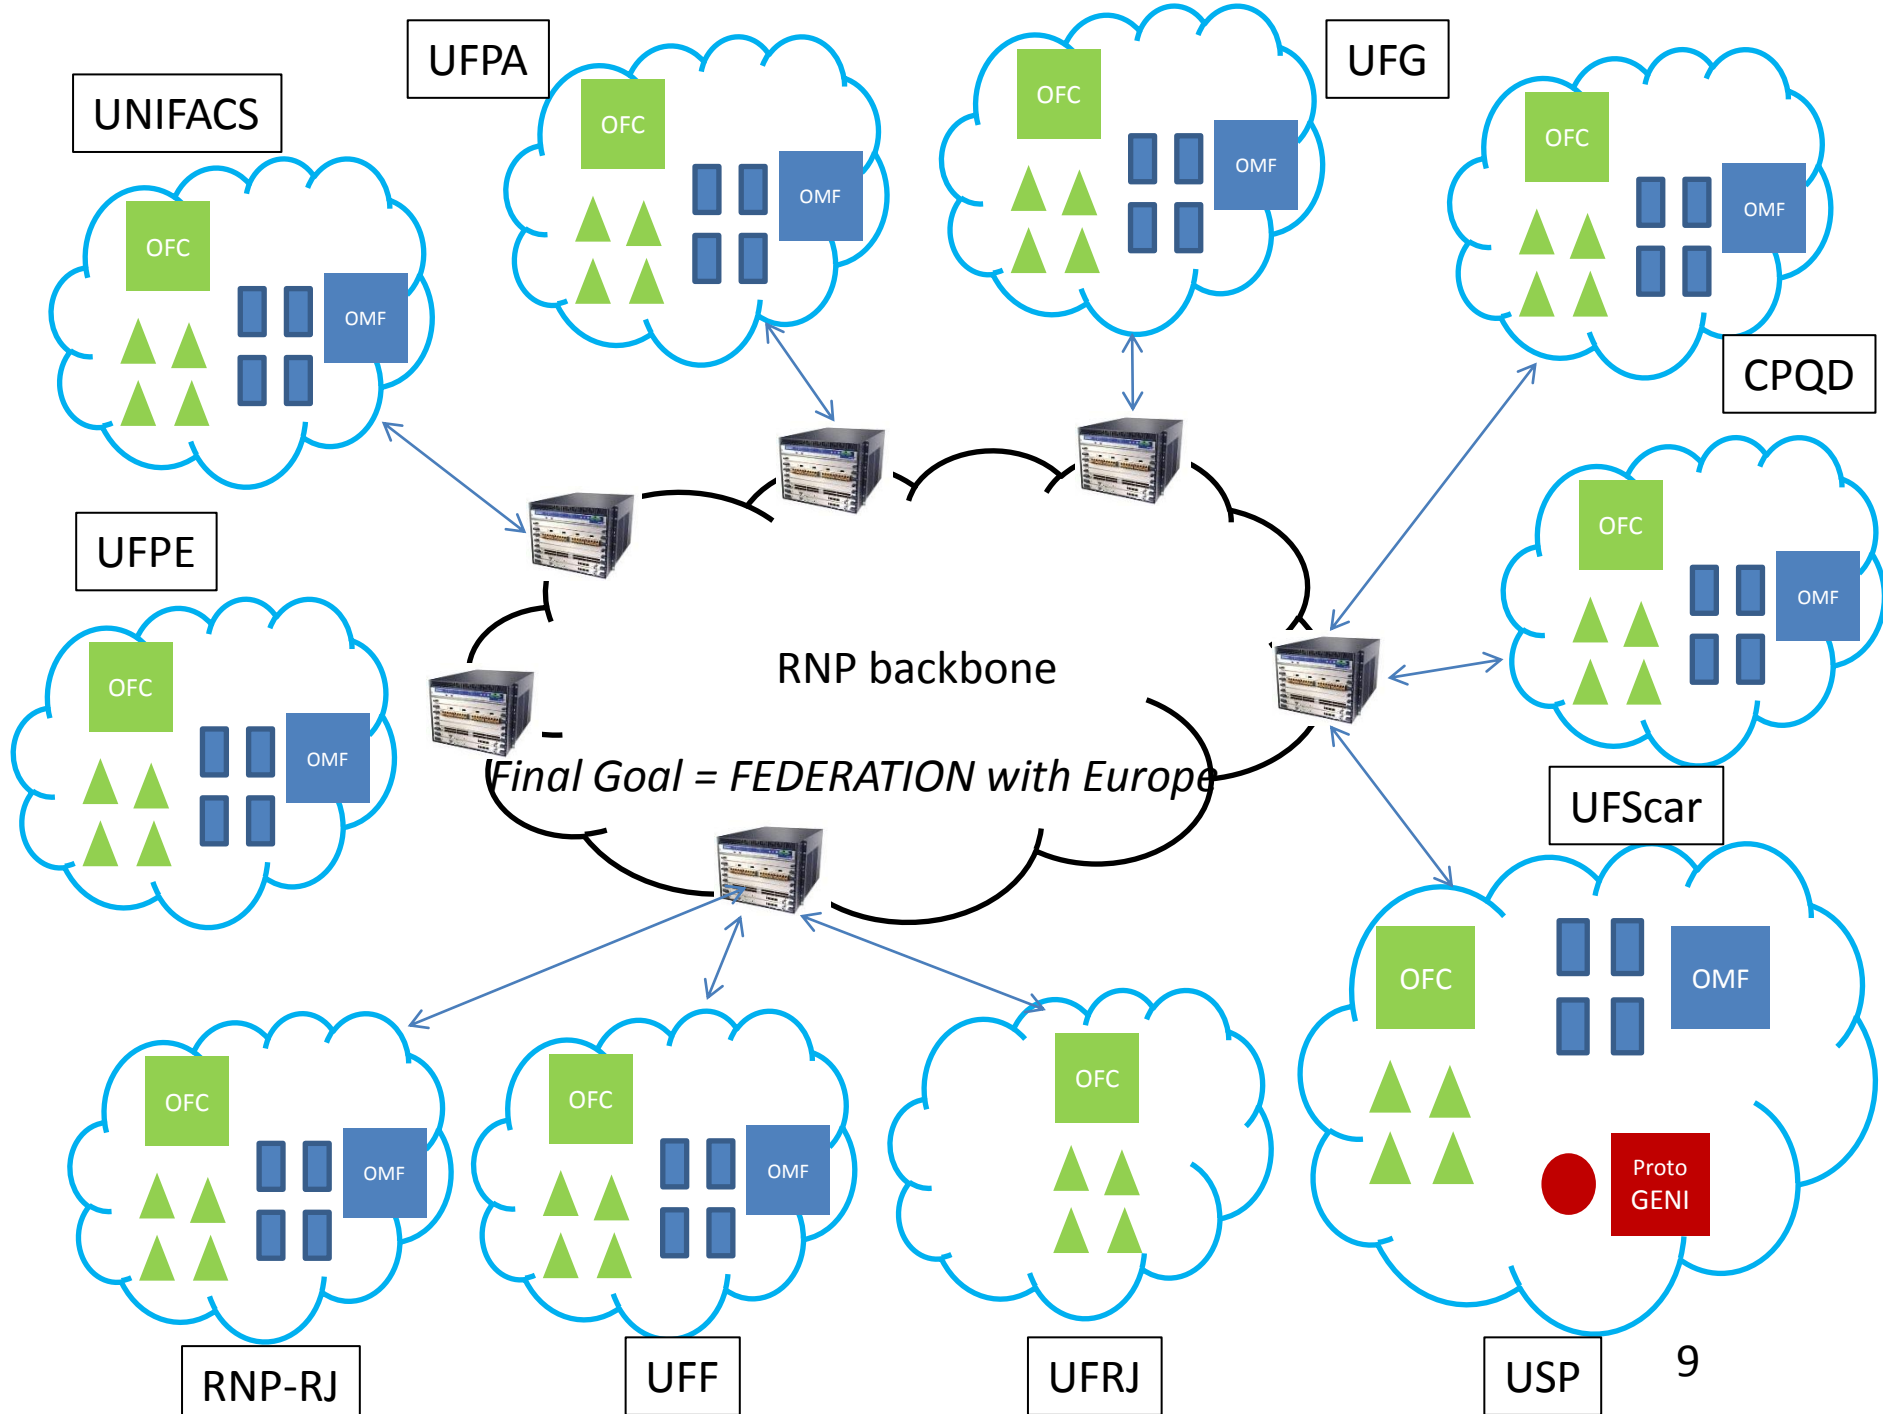 UFPA
UFG
UNIFACS
OFC
OMF
OFC
OMF
OFC
OMF
OFC
OMF
CPQD
UFPE
OFC
OMF
OFC
OMF
RNP backbone
Final Goal = FEDERATION with Europe
UFScar
OFC
OMF
Proto
GENI
OFC
OMF
OFC
OMF
OFC
RNP-RJ
UFF
UFRJ
USP
9